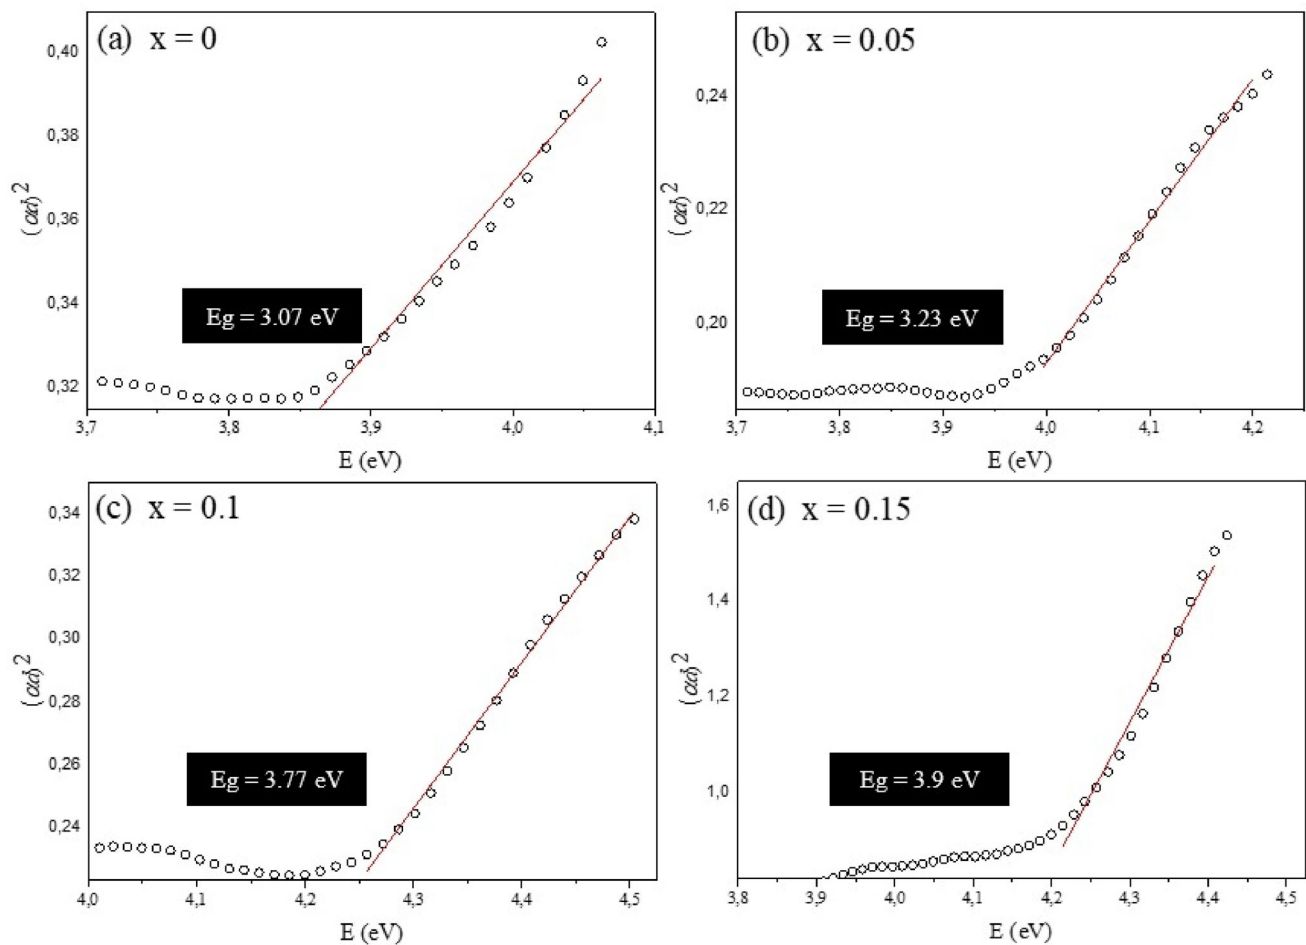 (a) x = 0
0,40
0,38
0,36
0,34
0,32
(αd)2
Eg = 3.07 eV
3,7 3,8 3,9 4,0 4,1
E (eV)
(b) x = 0.05
0,24
0,22
0,20
(αd)2
Eg = 3.23 eV
3,7 3,8 3,9 4,0 4,1 4,2
E (eV)
(c) x = 0.1
0,34
0,32
0,30
0,28
0,26
0,24
(αd)2
Eg = 3.77 eV
4,0 4,1 4,2 4,3 4,4 4,5
E (eV)
(d) x = 0.15
1,6
1,4
1,2
1,0
(αd)2
Eg = 3.9 eV
3,8 3,9 4,0 4,1 4,2 4,3 4,4 4,5
E (eV)